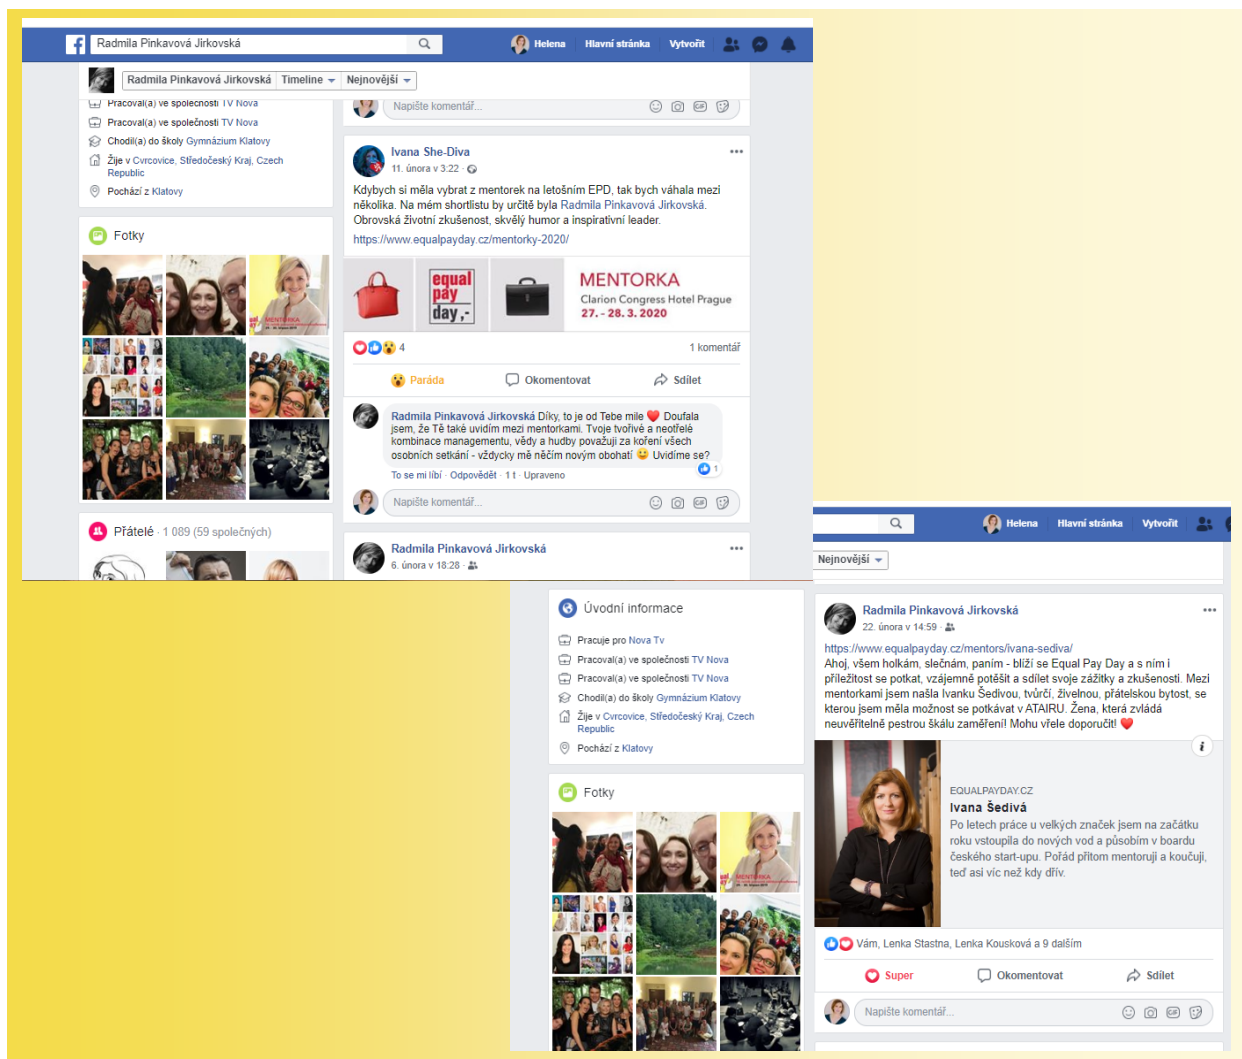 Radmila Pinkavová Jirkovská
Helena
Hlavní stránka
Vytvořit
Radmila Pinkavová Jirkovská
Timeline
Nejnovější
Pracoval(a) ve společnosti TV Nova
Pracoval(a) ve společnosti TV Nova
Chodil(a) do školy Gymnázium Klatovy
Žije v Cvrcovice, Středočeský Kraj, Czech
Republic
Pochází z Klatovy
Fotky
Přátelé · 1 089 (59 společných)
Napište komentář...
Ivana She-Diva
11. února v 3:22 ·
Kdybych si měla vybrat z mentorek na letošním EPD, tak bych váhala mezi
několika. Na mém shortlistu by určitě byla Radmila Pinkavová Jirkovská.
Obrovská životní zkušenost, skvělý humor a inspirativní leader.
https://www.equalpayday.cz/mentorky-2020/
equal
pay
day,-
MENTORKA
Clarion Congress Hotel Prague
27. - 28. 3. 2020
4
1 komentář
Paráda
Okomentovat
Sdílet
Radmila Pinkavová Jirkovská Díky, to je od Tebe mile ❤️ Doufala
jsem, že Tě také uvidím mezi mentorkami. Tvoje tvořivé a neotřelé
kombinace managementu, vědy a hudby považuji za koření všech
osobních setkání - vždycky mě něčím novým obohatí 🙂 Uvidíme se?
1
To se mi líbí · Odpovědět · 1 t · Upraveno
Napište komentář...
Radmila Pinkavová Jirkovská
6. února v 18:28 ·
Helena
Hlavní stránka
Vytvořit
Nejnovější
Úvodní informace
Pracuje pro Nova Tv
Pracoval(a) ve společnosti TV Nova
Pracoval(a) ve společnosti TV Nova
Chodil(a) do školy Gymnázium Klatovy
Žije v Cvrcovice, Středočeský Kraj, Czech
Republic
Pochází z Klatovy
Fotky
MENTORKA
Radmila Pinkavová Jirkovská
22. února v 14:59 ·
https://www.equalpayday.cz/mentors/ivana-sediva/
Ahoj, všem holkám, slečnám, paním - blíží se Equal Pay Day a s ním i
příležitost se potkat, vzájemně potěšit a sdílet svoje zážitky a zkušenosti. Mezi
mentorkami jsem našla Ivanku Šedivou, tvůrčí, živelnou, přátelskou bytost, se
kterou jsem měla možnost se potkávat v ATAIRU. Žena, která zvládá
neuvěřitelně pestrou škálu zaměření! Mohu vřele doporučit! ❤️
i
EQUALPAYDAY.CZ
Ivana Šedivá
Po letech práce u velkých značek jsem na začátku
roku vstoupila do nových vod a působím v boardu
českého start-upu. Pořád přitom mentoruji a koučuji,
teď asi víc než kdy dřív.
Vám, Lenka Stastna, Lenka Kousková a 9 dalším
Super
Okomentovat
Sdílet
Napište komentář...